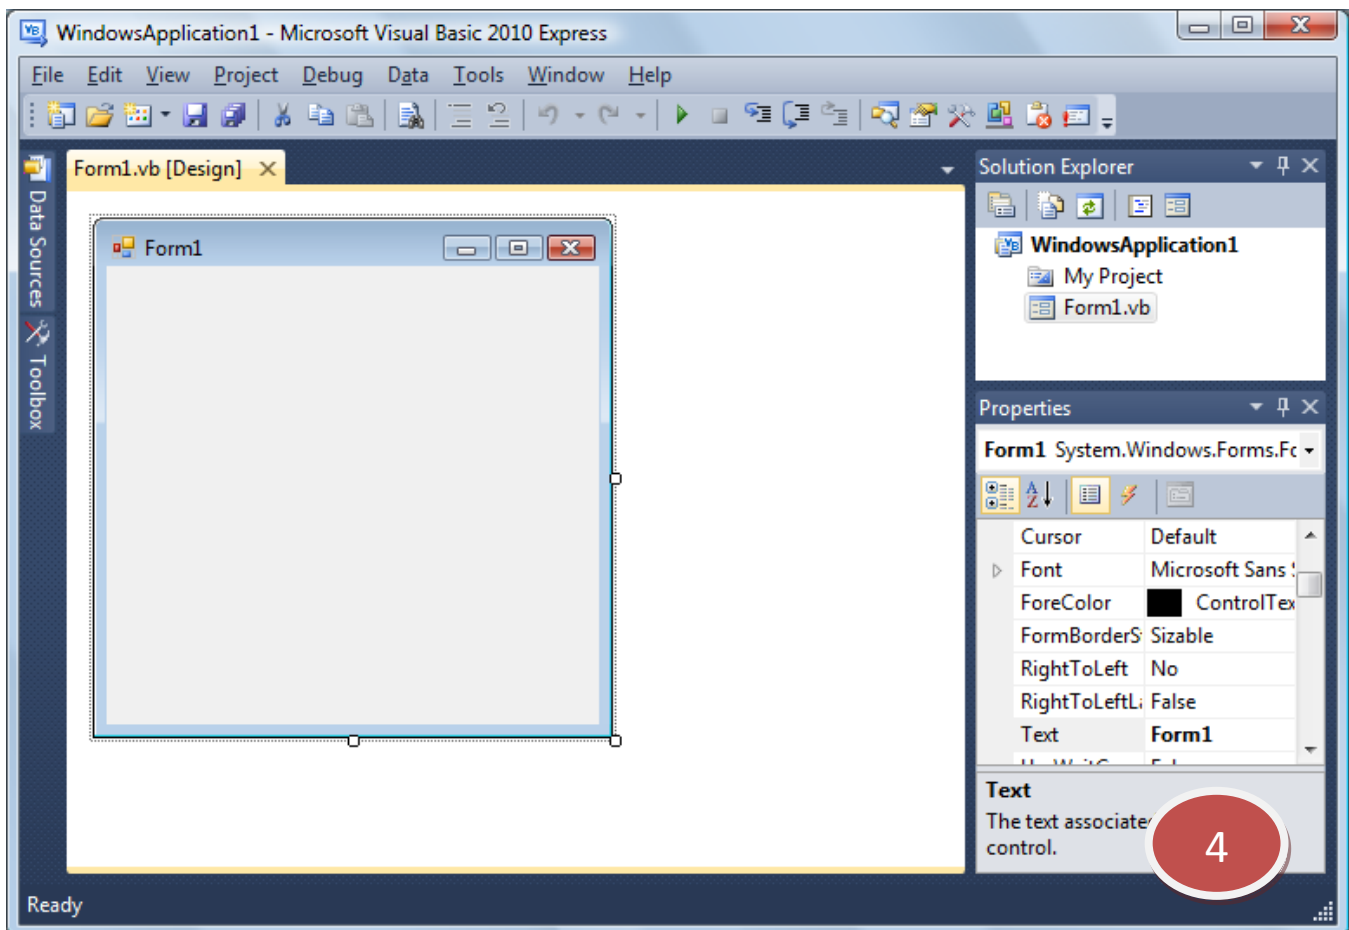 WindowsApplication1 - Microsoft Visual Basic 2010 Express
File Edit View Project Debug Data Tools Window Help
Data Sources
Toolbox
Form1.vb [Design]
Form1
Solution Explorer
WindowsApplication1
My Project
Form1.vb
Properties
Form1 System.Windows.Forms.Fc
Cursor Default
Font Microsoft Sans
ForeColor ControlTex
FormBorderS Sizable
RightToLeft No
RightToLeftL False
Text Form1
Text
The text associate
control.
4
Ready